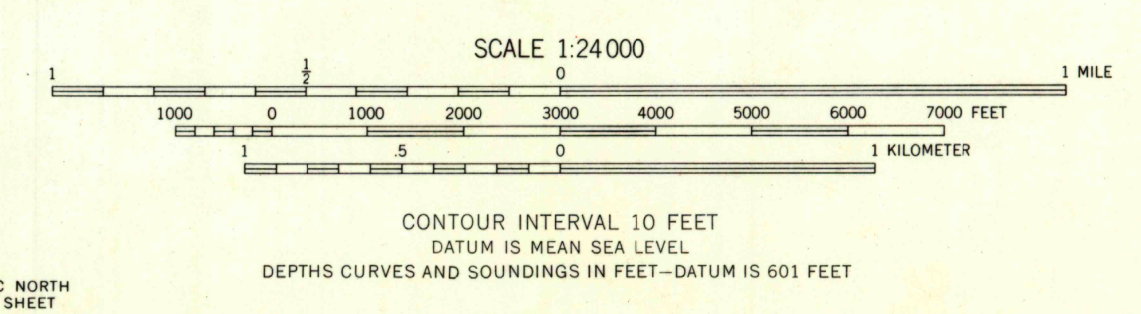 SCALE 1:24000
1 1/2 0 1 MILE
1000 0 1000 2000 3000 4000 5000 6000 7000 FEET
1 .5 0 1 KILOMETER
CONTOUR INTERVAL 10 FEET
DATUM IS MEAN SEA LEVEL
DEPTHS CURVES AND SOUNDINGS IN FEET—DATUM IS 601 FEET
NORTH
SHEET